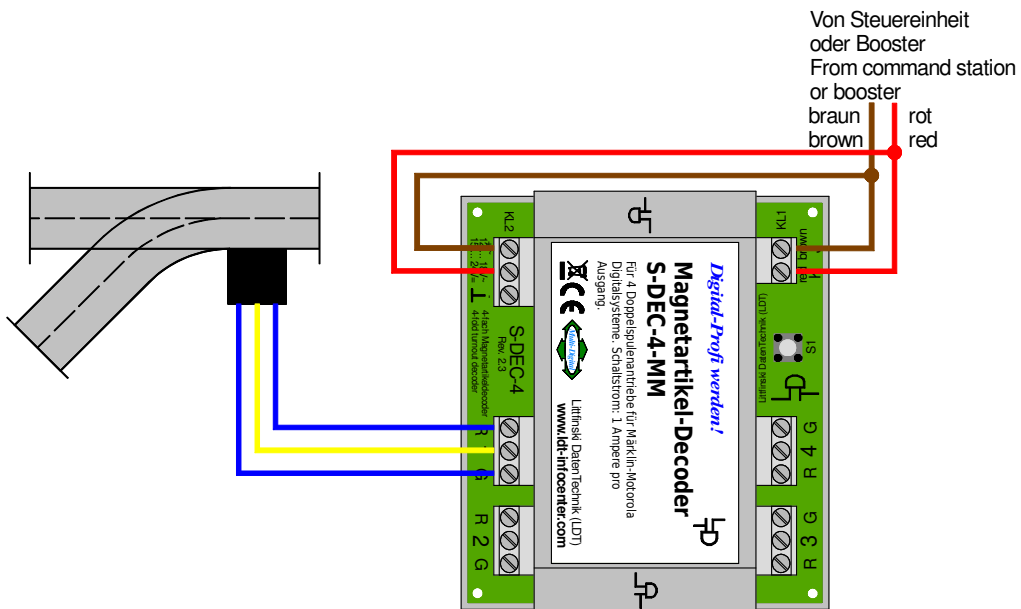 Von Steuereinheit
oder Booster
From command station
or booster
braun rot
brown red
KL2
KL1
Digital-Profi werden!
Magnetartikel-Decoder
S-DEC-4-MM
Für 4 Doppelspulenantriebe für Märklin-Motorola
Digitalsysteme. Schaltstrom: 1 Ampere pro
Ausgang.
CE
Multi-Digital
Littfinski DatenTechnik (LDT)
www.ldt-infocenter.com
S-DEC-4
Rev. 2.3
4-fach Magnetartikeldecoder
4-fold turnout decoder
S1
Littfinski DatenTechnik (LDT)
R
G
R 2 G
R 4 G
R 3 G